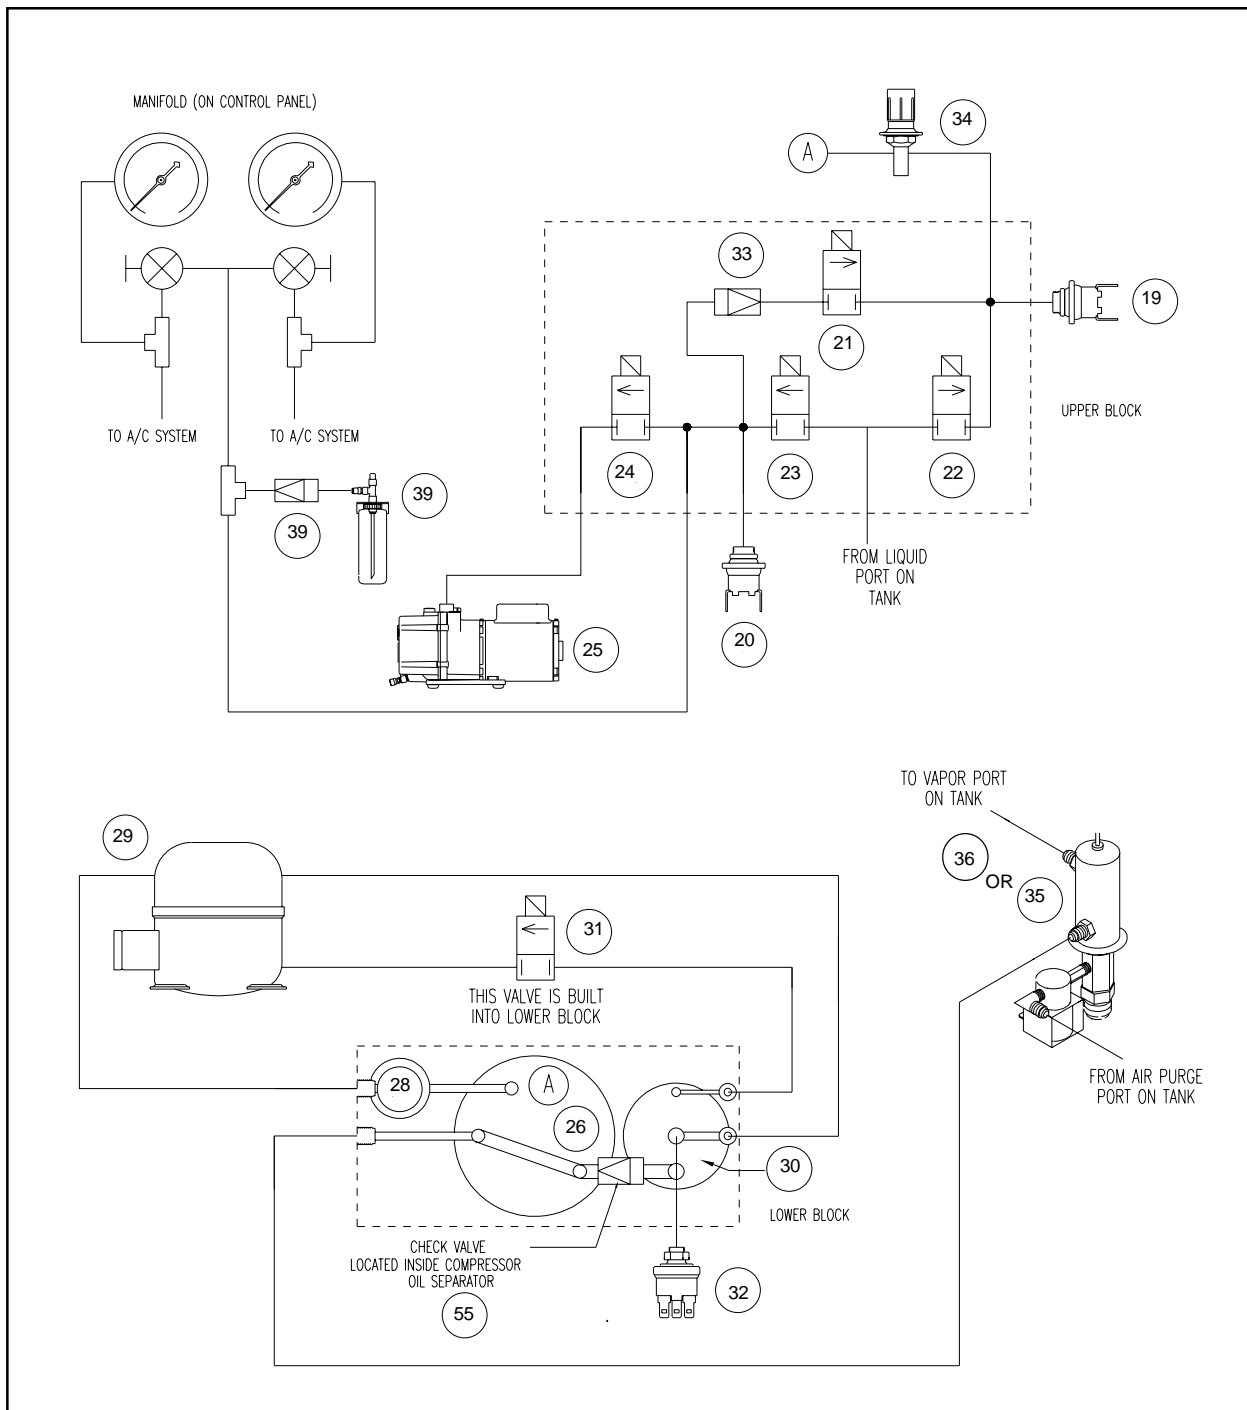 MANIFOLD (ON CONTROL PANEL)
34
A
33
19
21
UPPER BLOCK
TO A/C SYSTEM
TO A/C SYSTEM
24
23
22
39
39
FROM LIQUID
PORT ON
TANK
20
25
TO VAPOR PORT
ON TANK
29
36
OR
35
31
THIS VALVE IS BUILT
INTO LOWER BLOCK
FROM AIR PURGE
PORT ON TANK
28
A
26
30
LOWER BLOCK
CHECK VALVE
LOCATED INSIDE COMPRESSOR
OIL SEPARATOR
55
32